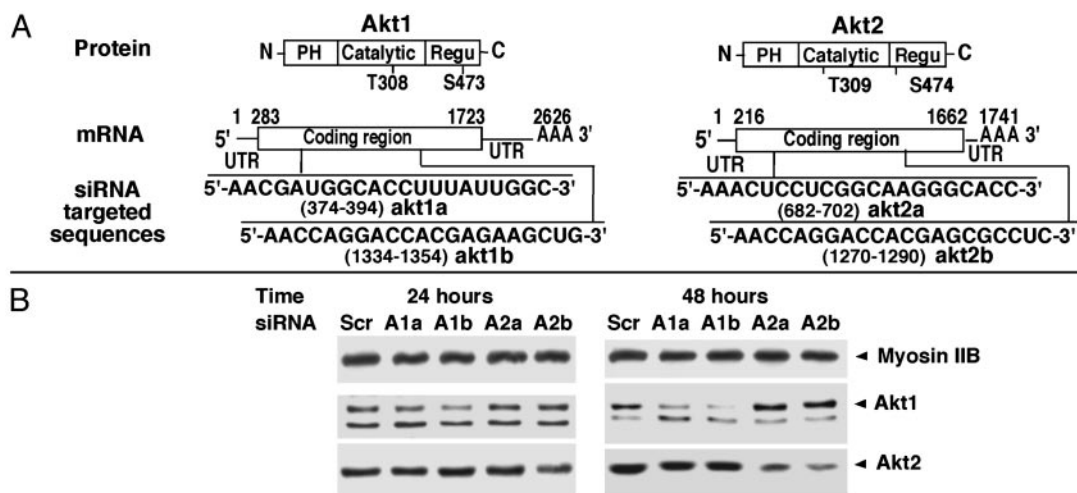 A
Akt1 Akt2
Protein N PH Catalytic Regu C N PH Catalytic Regu C
T308 S473 T309 S474
1 283 1723 2626 1 216 1662 1741
mRNA 5' Coding region AAA 3' 5' Coding region AAA 3'
UTR UTR UTR UTR
siRNA targeted sequences
5'-AACGAUGGCACCUUUAUUGGC-3' 5'-AAACUCCUCGGCAAGGGCACC-3'
(374-394) akt1a (682-702) akt2a
5'-AACCAGGACCACGAGAAGCUG-3' 5'-AACCAGGACCACGAGCGCCUC-3'
(1334-1354) akt1b (1270-1290) akt2b
B
Time 24 hours 48 hours
siRNA Scr A1a A1b A2a A2b Scr A1a A1b A2a A2b
Myosin IIB
Akt1
Akt2